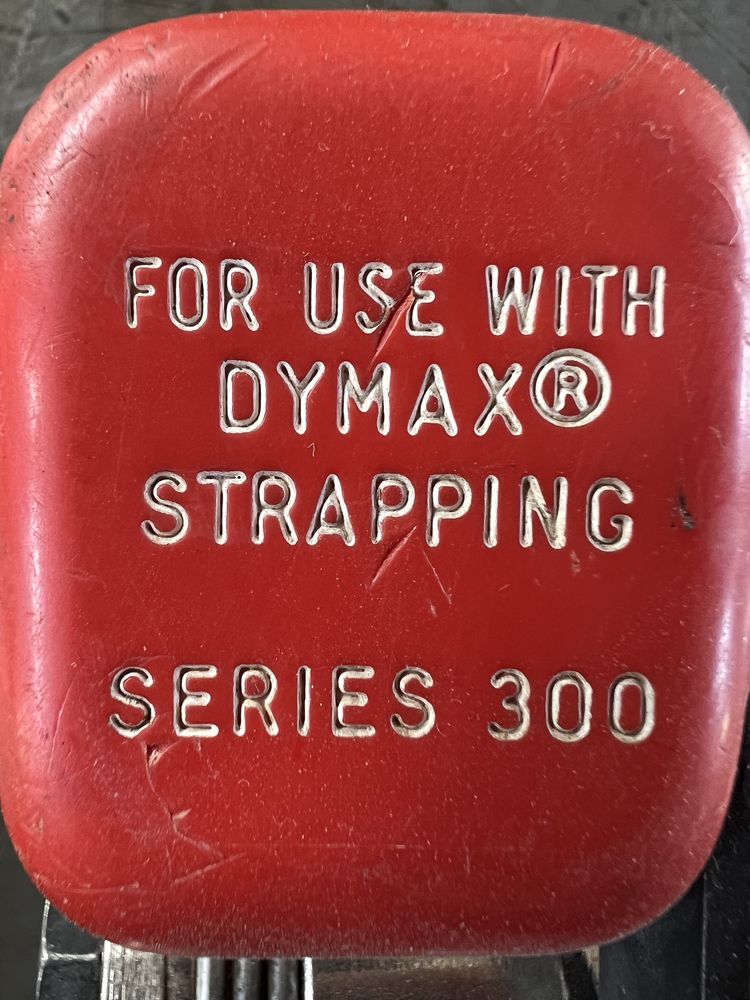 FOR USE WITH
DYMAX®
STRAPPING
SERIES 300